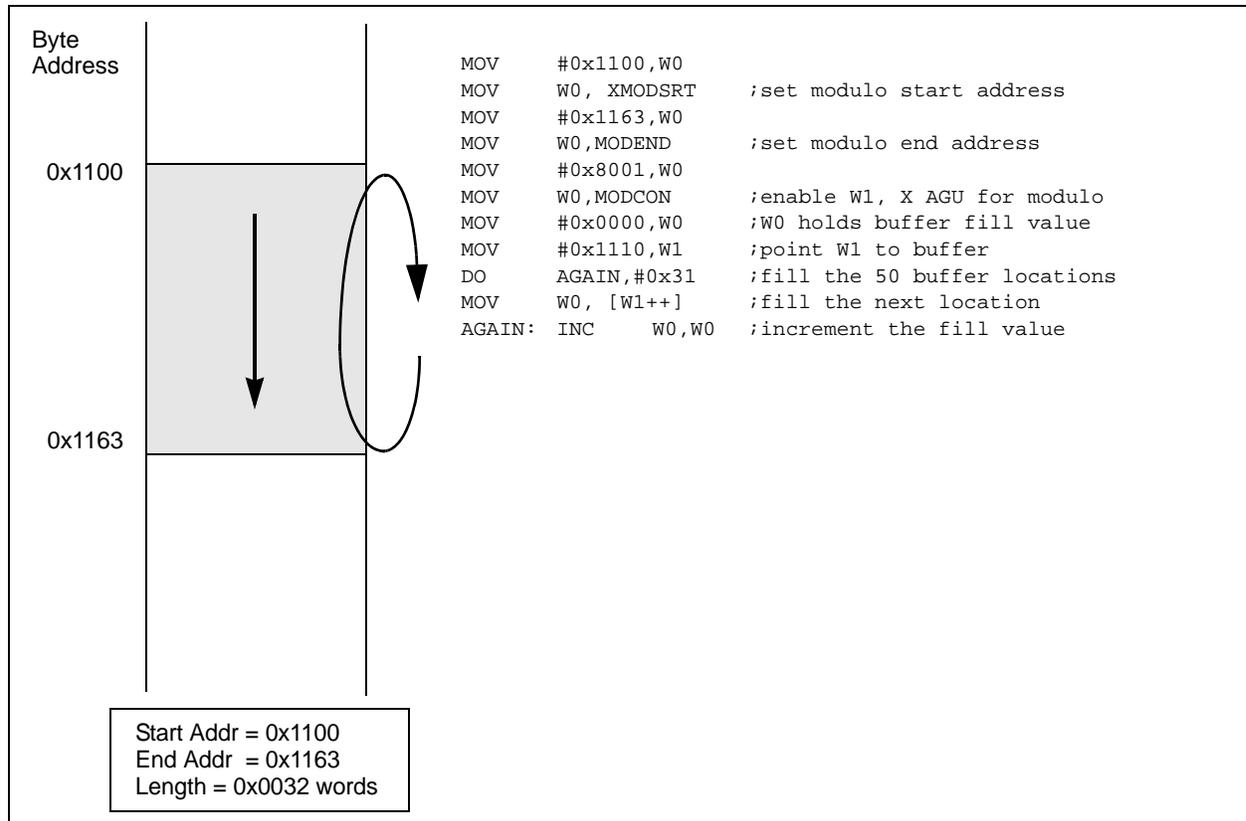 Byte
Address
0x1100
0x1163
MOV #0x1100,W0
MOV W0, XMODSRT ;set modulo start address
MOV #0x1163,W0
MOV W0,MODEND ;set modulo end address
MOV #0x8001,W0
MOV W0,MODCON ;enable W1, X AGU for modulo
MOV #0x0000,W0 ;W0 holds buffer fill value
MOV #0x1110,W1 ;point W1 to buffer
DO AGAIN,#0x31 ;fill the 50 buffer locations
MOV W0, [W1++] ;fill the next location
AGAIN: INC W0,W0 ;increment the fill value
Start Addr = 0x1100
End Addr = 0x1163
Length = 0x0032 words